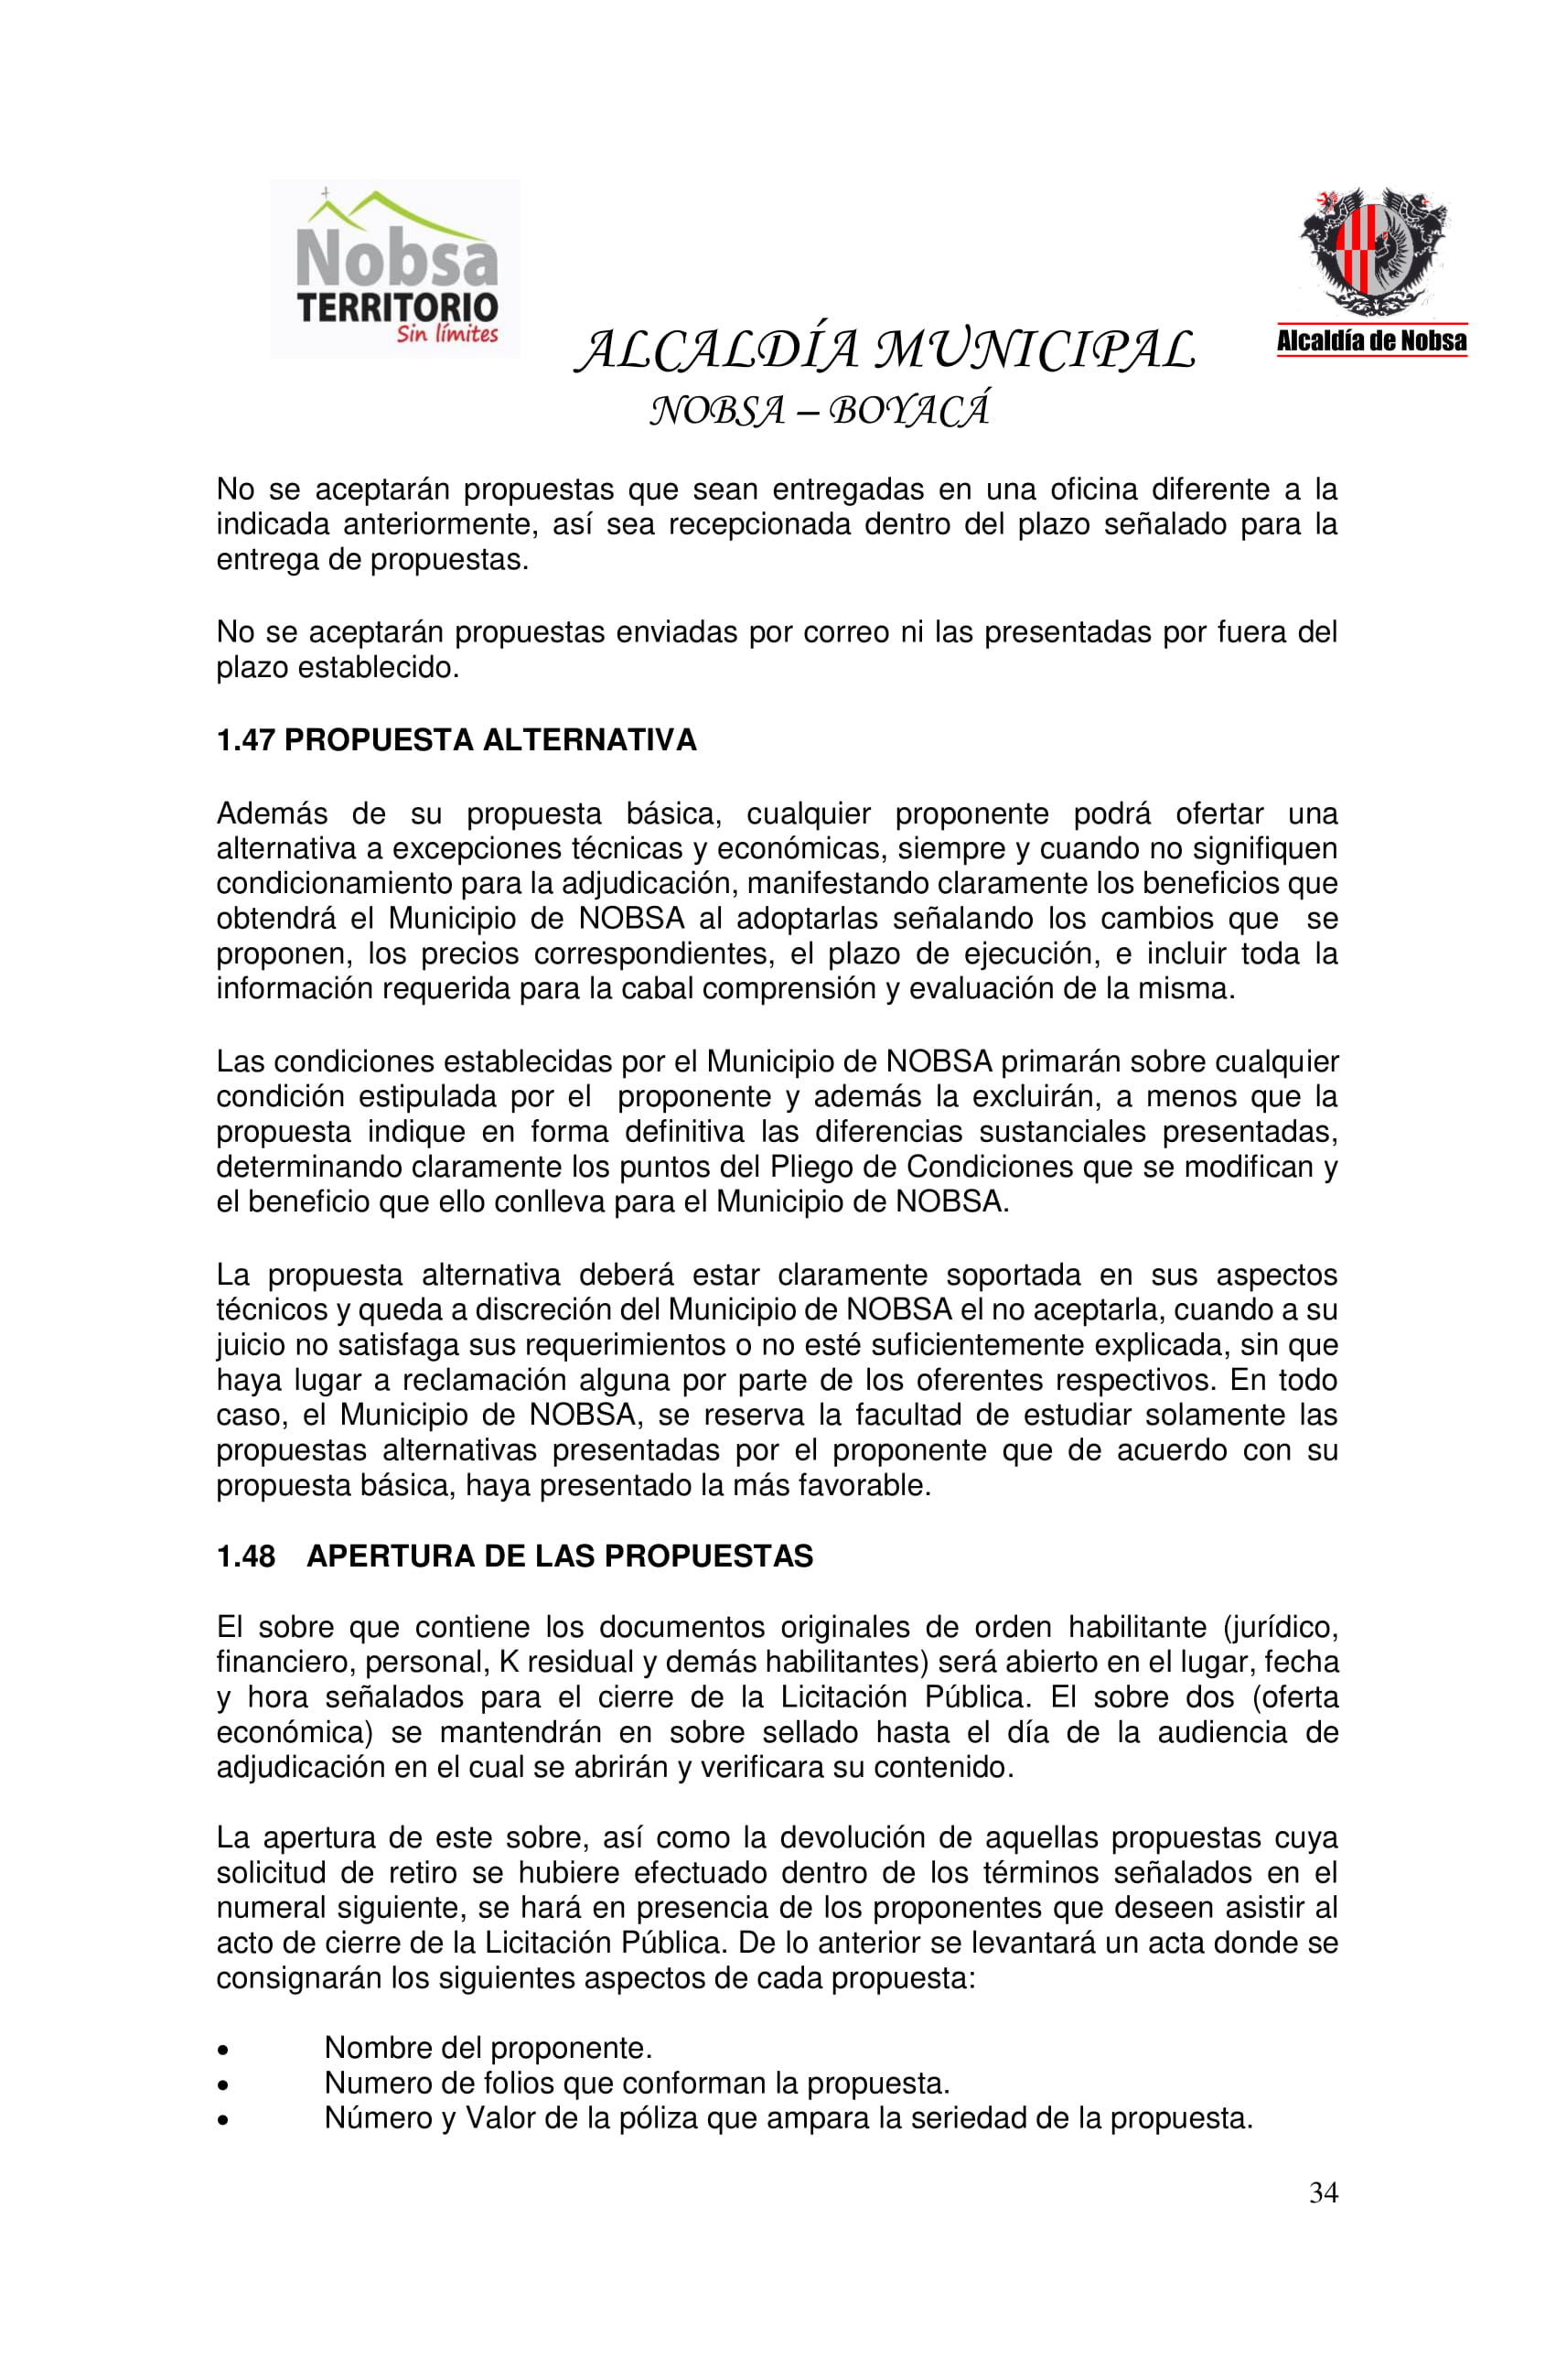 Nobsa
TERRITORIO
Sin límites
Alcaldía de Nobsa
ALCALDÍA MUNICIPAL
NOBSA – BOYACÁ
No se aceptarán propuestas que sean entregadas en una oficina diferente a la
indicada anteriormente, así sea recepcionada dentro del plazo señalado para la
entrega de propuestas.
No se aceptarán propuestas enviadas por correo ni las presentadas por fuera del
plazo establecido.
1.47 PROPUESTA ALTERNATIVA
Además de su propuesta básica, cualquier proponente podrá ofertar una
alternativa a excepciones técnicas y económicas, siempre y cuando no signifiquen
condicionamiento para la adjudicación, manifestando claramente los beneficios que
obtendrá el Municipio de NOBSA al adoptarlas señalando los cambios que se
proponen, los precios correspondientes, el plazo de ejecución, e incluir toda la
información requerida para la cabal comprensión y evaluación de la misma.
Las condiciones establecidas por el Municipio de NOBSA primarán sobre cualquier
condición estipulada por el proponente y además la excluirán, a menos que la
propuesta indique en forma definitiva las diferencias sustanciales presentadas,
determinando claramente los puntos del Pliego de Condiciones que se modifican y
el beneficio que ello conlleva para el Municipio de NOBSA.
La propuesta alternativa deberá estar claramente soportada en sus aspectos
técnicos y queda a discreción del Municipio de NOBSA el no aceptarla, cuando a su
juicio no satisfaga sus requerimientos o no esté suficientemente explicada, sin que
haya lugar a reclamación alguna por parte de los oferentes respectivos. En todo
caso, el Municipio de NOBSA, se reserva la facultad de estudiar solamente las
propuestas alternativas presentadas por el proponente que de acuerdo con su
propuesta básica, haya presentado la más favorable.
1.48 APERTURA DE LAS PROPUESTAS
El sobre que contiene los documentos originales de orden habilitante (jurídico,
financiero, personal, K residual y demás habilitantes) será abierto en el lugar, fecha
y hora señalados para el cierre de la Licitación Pública. El sobre dos (oferta
económica) se mantendrán en sobre sellado hasta el día de la audiencia de
adjudicación en el cual se abrirán y verificara su contenido.
La apertura de este sobre, así como la devolución de aquellas propuestas cuya
solicitud de retiro se hubiere efectuado dentro de los términos señalados en el
numeral siguiente, se hará en presencia de los proponentes que deseen asistir al
acto de cierre de la Licitación Pública. De lo anterior se levantará un acta donde se
consignarán los siguientes aspectos de cada propuesta:
• Nombre del proponente.
• Numero de folios que conforman la propuesta.
• Número y Valor de la póliza que ampara la seriedad de la propuesta.
34